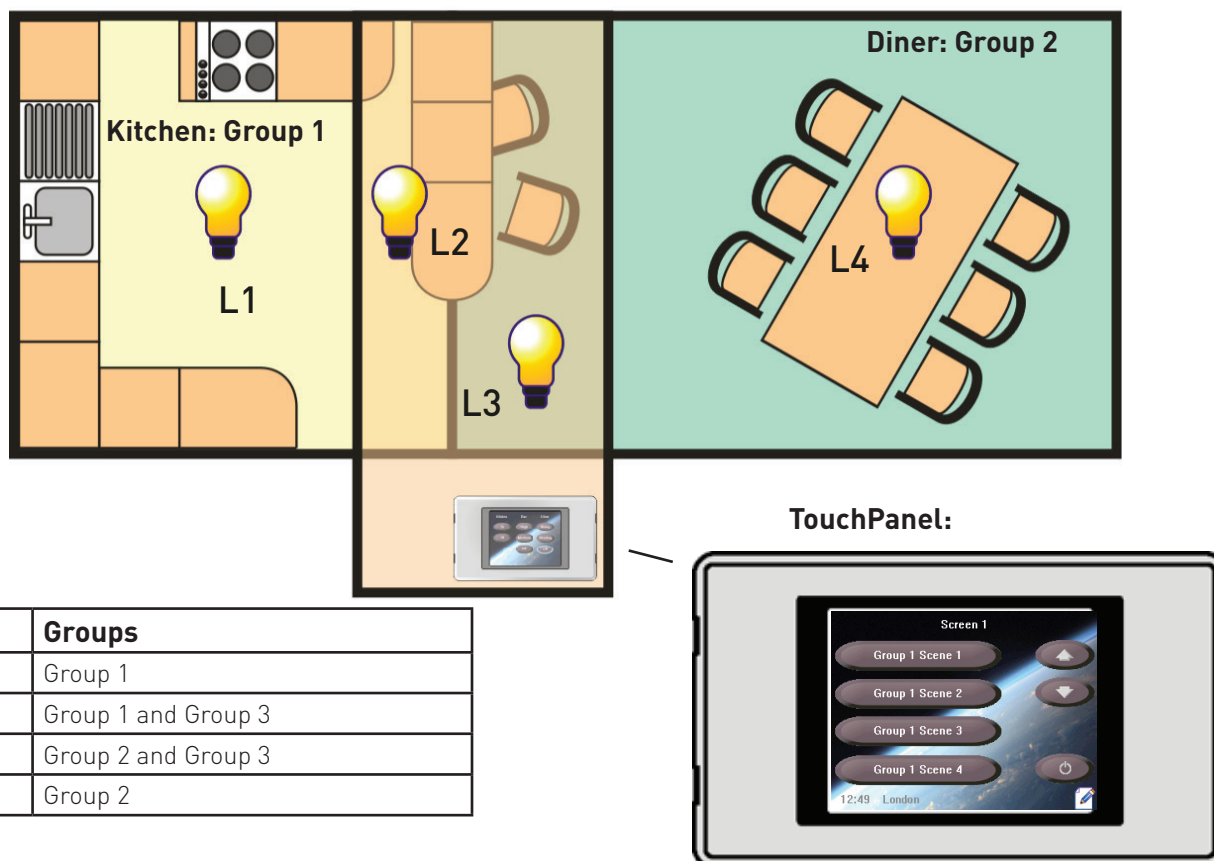 Diner: Group 2
Kitchen: Group 1
L1
L2
L3
L4
TouchPanel:
Groups
Group 1
Group 1 and Group 3
Group 2 and Group 3
Group 2
Screen 1
Group 1 Scene 1
Group 1 Scene 2
Group 1 Scene 3
Group 1 Scene 4
12:49 London